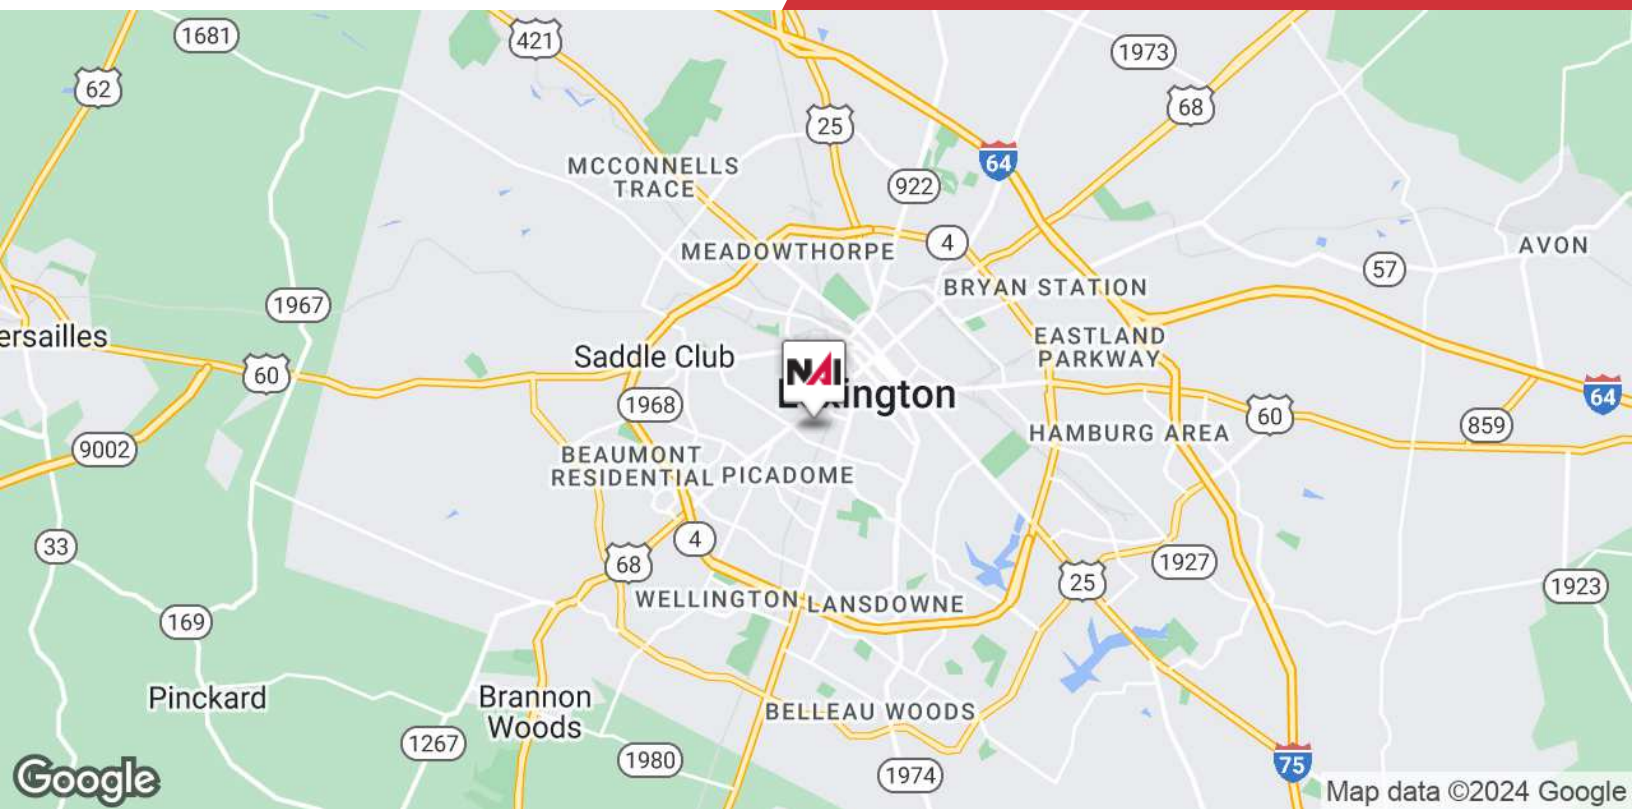 1681
421
1973
62
68
25
64
MCCONNELLS
TRACE
922
4
MEADOWTHORPE
AVON
57
BRYAN STATION
1967
ersailles
EASTLAND
PARKWAY
Saddle Club
NAI
60
L
ington
64
1968
60
859
HAMBURG AREA
9002
BEAUMONT
RESIDENTIAL
PICADOME
33
4
68
1927
25
1923
WELLINGTON
LANSDOWNE
169
Pinckard
Brannon
Woods
BELLEAU WOODS
1267
1980
1974
75
Google
Map data ©2024 Google